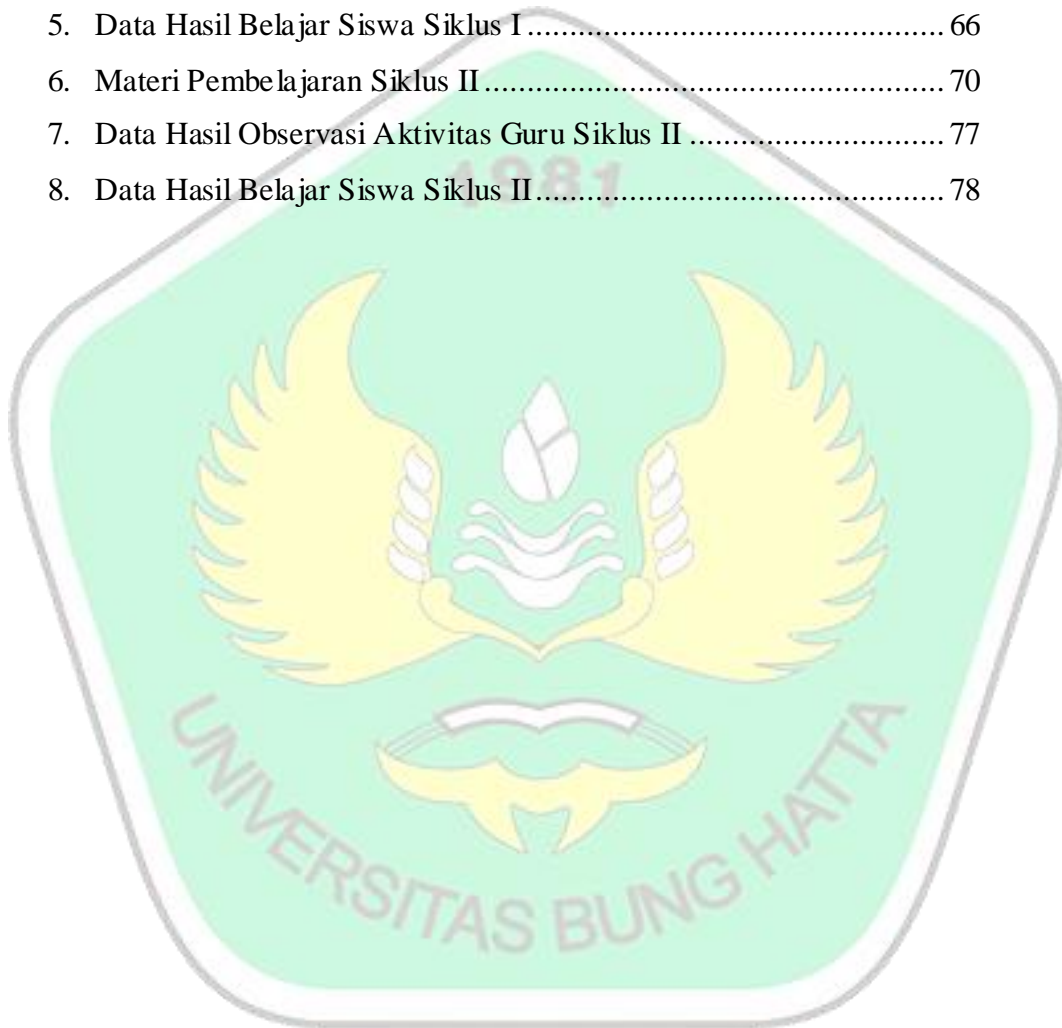 5. Data Hasil Belajar Siswa Siklus I ................................................ 66
6. Materi Pembelajaran Siklus II ..................................................... 70
7. Data Hasil Observasi Aktivitas Guru Siklus II ............................. 77
8. Data Hasil Belajar Siswa Siklus II ............................................... 78
1981
UNIVERSITAS BUNG HATTA